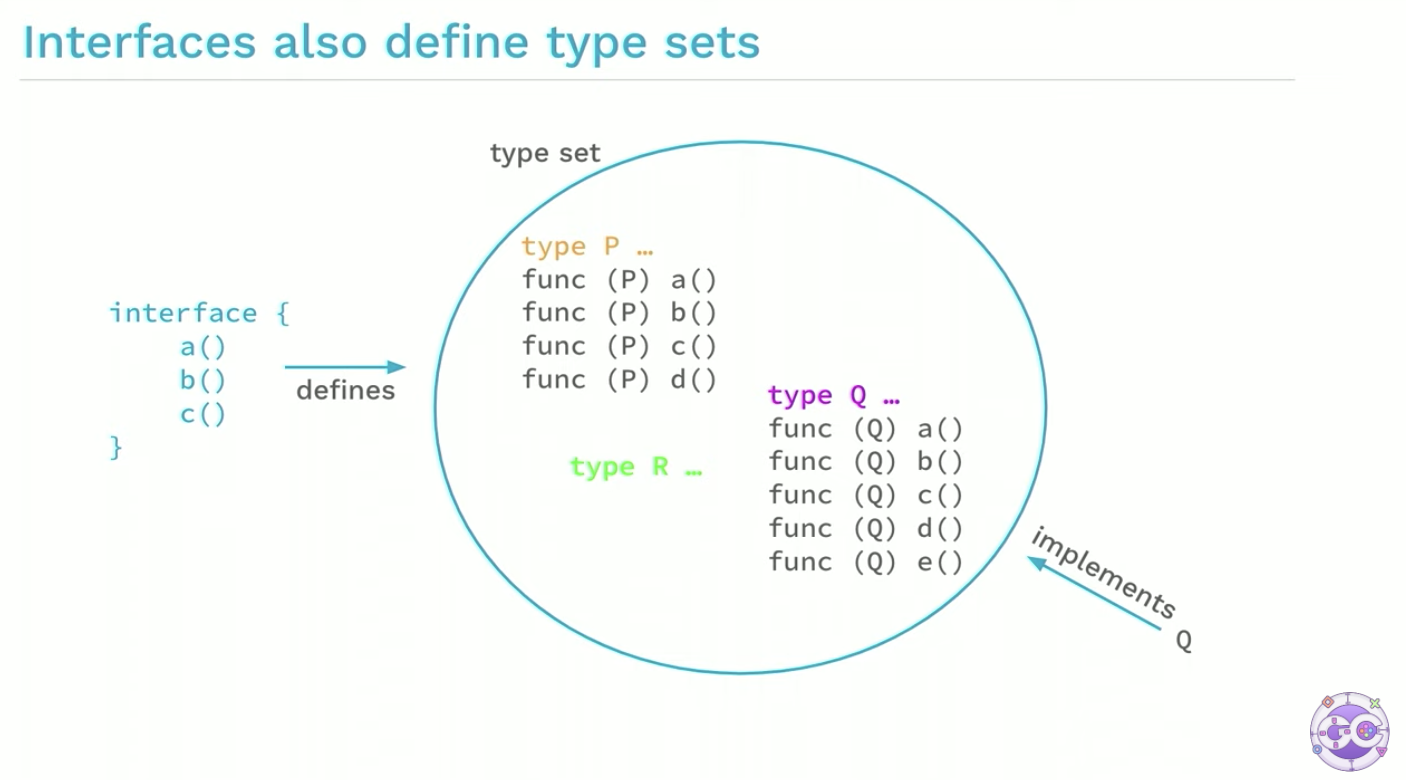 Interfaces also define type sets
type set
interface {
a()
b()
c()
}
defines
type P …
func (P) a()
func (P) b()
func (P) c()
func (P) d()
type R …
type Q …
func (Q) a()
func (Q) b()
func (Q) c()
func (Q) d()
func (Q) e()
implements
Q
GC